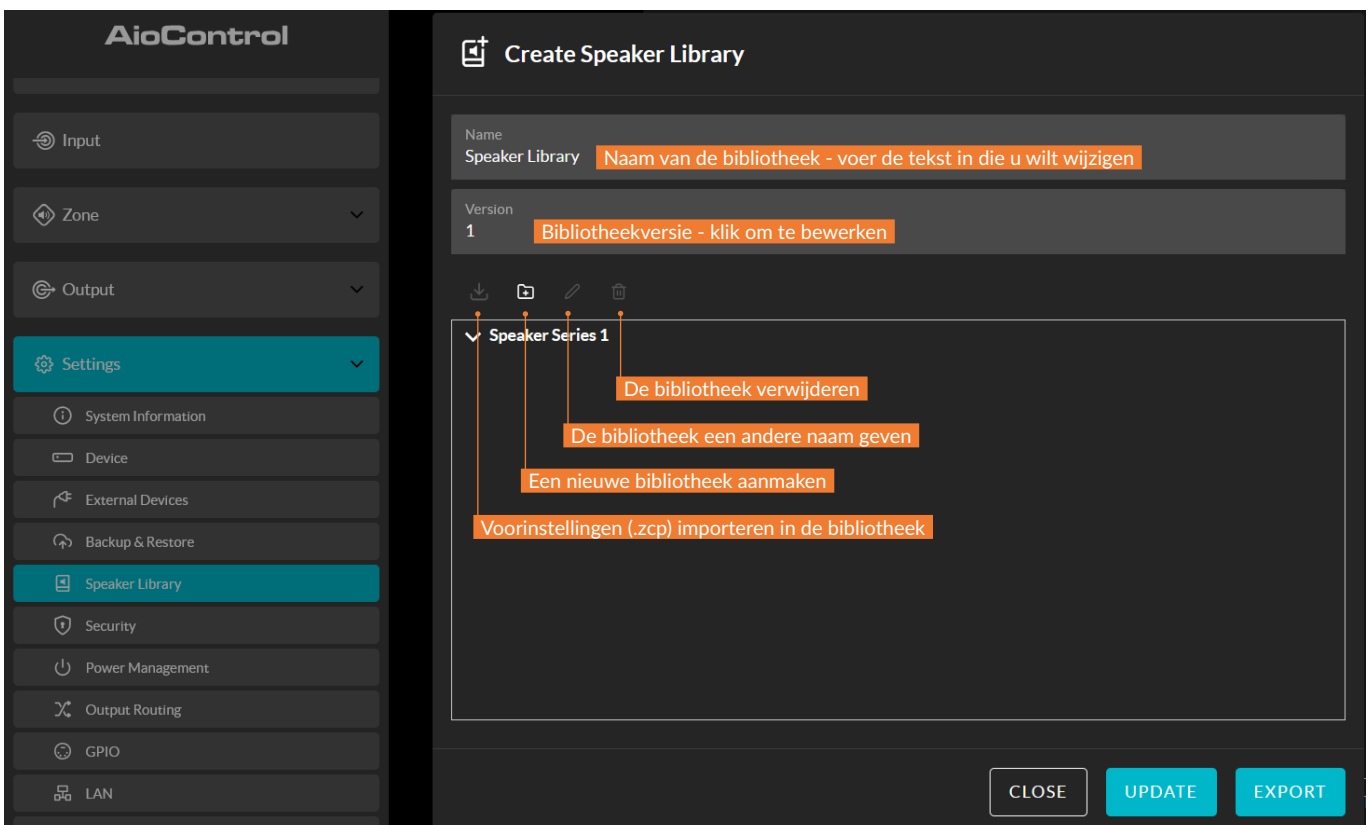 AioControl
Input
Zone
Output
Settings
System Information
Device
External Devices
Backup & Restore
Speaker Library
Security
Power Management
Output Routing
GPIO
LAN
Create Speaker Library
Name
Speaker Library Naam van de bibliotheek - voer de tekst in die u wilt wijzigen
Version
1 Bibliotheekversie - klik om te bewerken
Speaker Series 1
De bibliotheek verwijderen
De bibliotheek een andere naam geven
Een nieuwe bibliotheek aanmaken
Voorinstellingen (.zcp) importeren in de bibliotheek
CLOSE UPDATE EXPORT